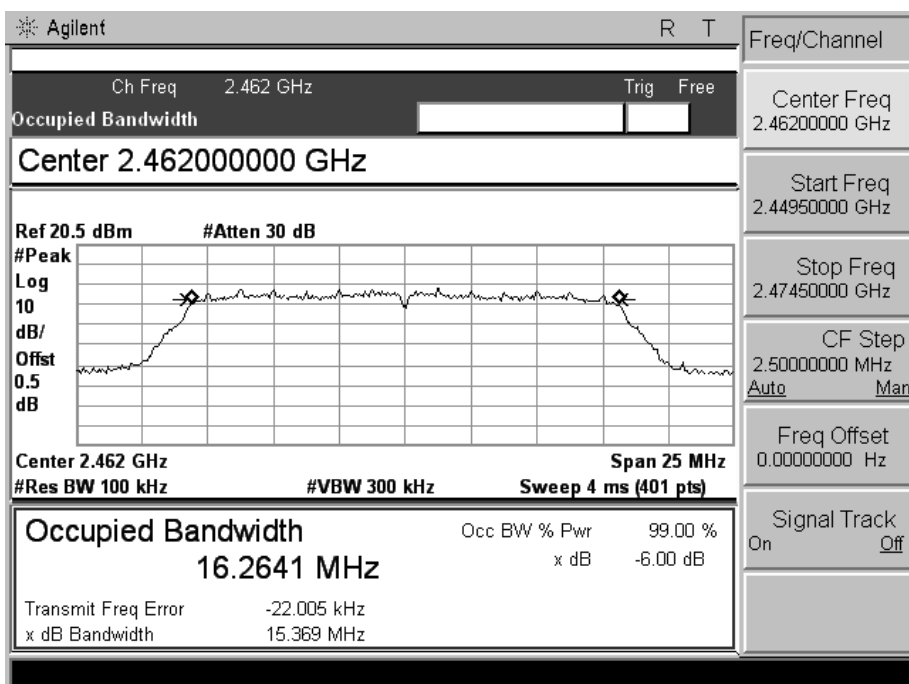 Agilent R T
Ch Freq 2.462 GHz Trig Free
Occupied Bandwidth
Center 2.462000000 GHz
Ref 20.5 dBm #Atten 30 dB
#Peak
Log
10
dB/
Offst
0.5
dB
Center 2.462 GHz Span 25 MHz
#Res BW 100 kHz #VBW 300 kHz Sweep 4 ms (401 pts)
Occupied Bandwidth Occ BW % Pwr 99.00 %
16.2641 MHz x dB -6.00 dB
Transmit Freq Error -22.005 kHz
x dB Bandwidth 15.369 MHz
Freq/Channel
Center Freq
2.46200000 GHz
Start Freq
2.44950000 GHz
Stop Freq
2.47450000 GHz
CF Step
2.50000000 MHz
Auto Man
Freq Offset
0.00000000 Hz
Signal Track
On Off